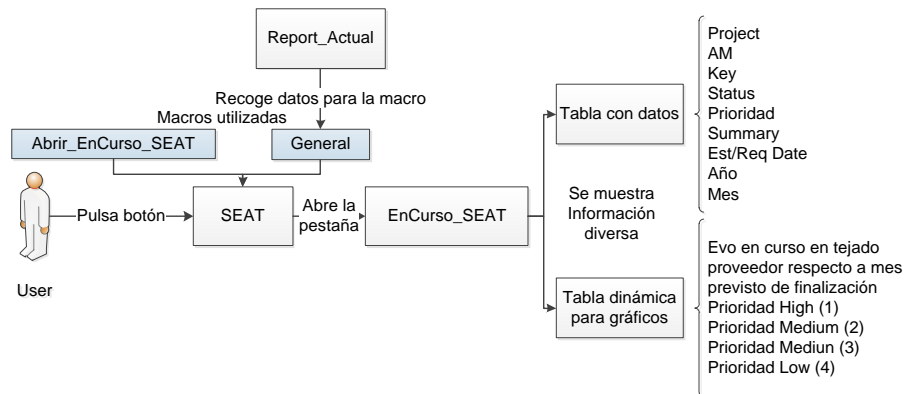 Report_Actual
Recoge datos para la macro
Macros utilizadas
Abrir_EnCurso_SEAT
General
User
Pulsa botón
SEAT
Abre la
pestaña
EnCurso_SEAT
Tabla con datos
Se muestra
Información
diversa
Tabla dinámica
para gráficos
Project
AM
Key
Status
Prioridad
Summary
Est/Req Date
Año
Mes
Evo en curso en tejado
proveedor respecto a mes
previsto de finalización
Prioridad High (1)
Prioridad Medium (2)
Prioridad Mediun (3)
Prioridad Low (4)